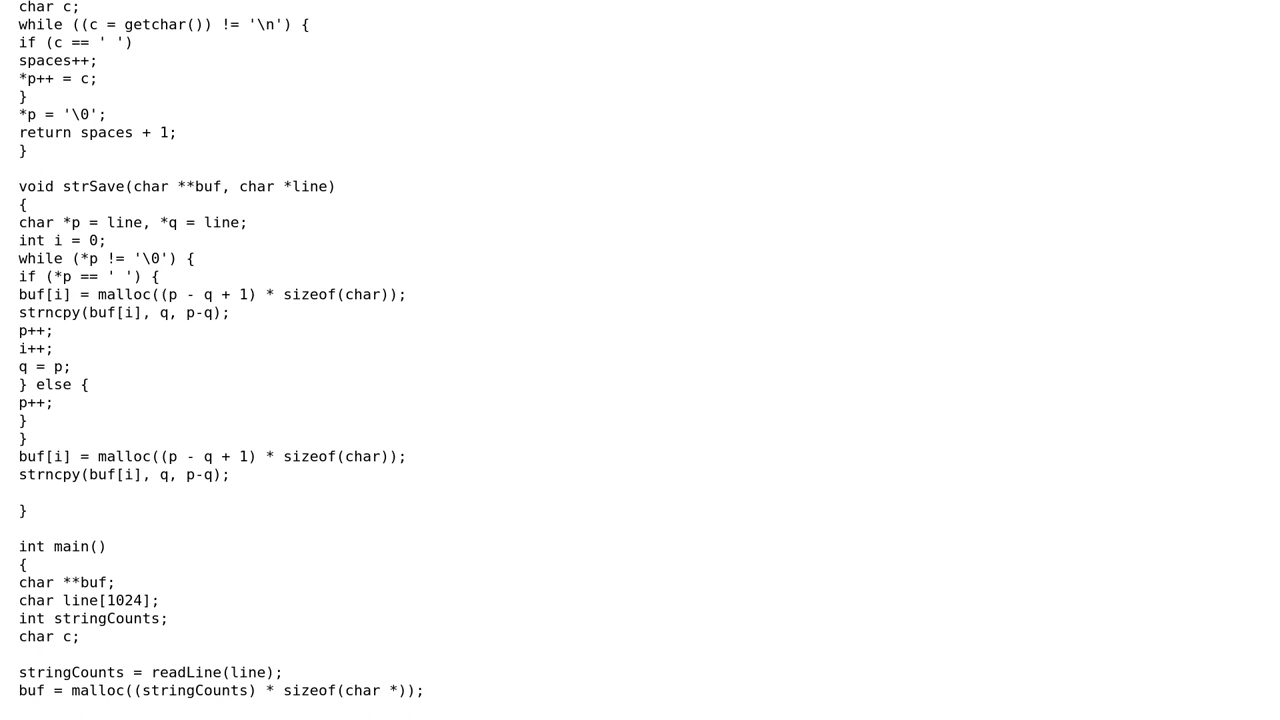 char c;
while ((c = getchar()) != '\n') {
if (c == ' ')
spaces++;
*p++ = c;
}
*p = '\0';
return spaces + 1;
}

void strSave(char **buf, char *line)
{
char *p = line, *q = line;
int i = 0;
while (*p != '\0') {
if (*p == ' ') {
buf[i] = malloc((p - q + 1) * sizeof(char));
strncpy(buf[i], q, p-q);
p++;
i++;
q = p;
} else {
p++;
}
}
buf[i] = malloc((p - q + 1) * sizeof(char));
strncpy(buf[i], q, p-q);

}

int main()
{
char **buf;
char line[1024];
int stringCounts;
char c;

stringCounts = readLine(line);
buf = malloc((stringCounts) * sizeof(char *));